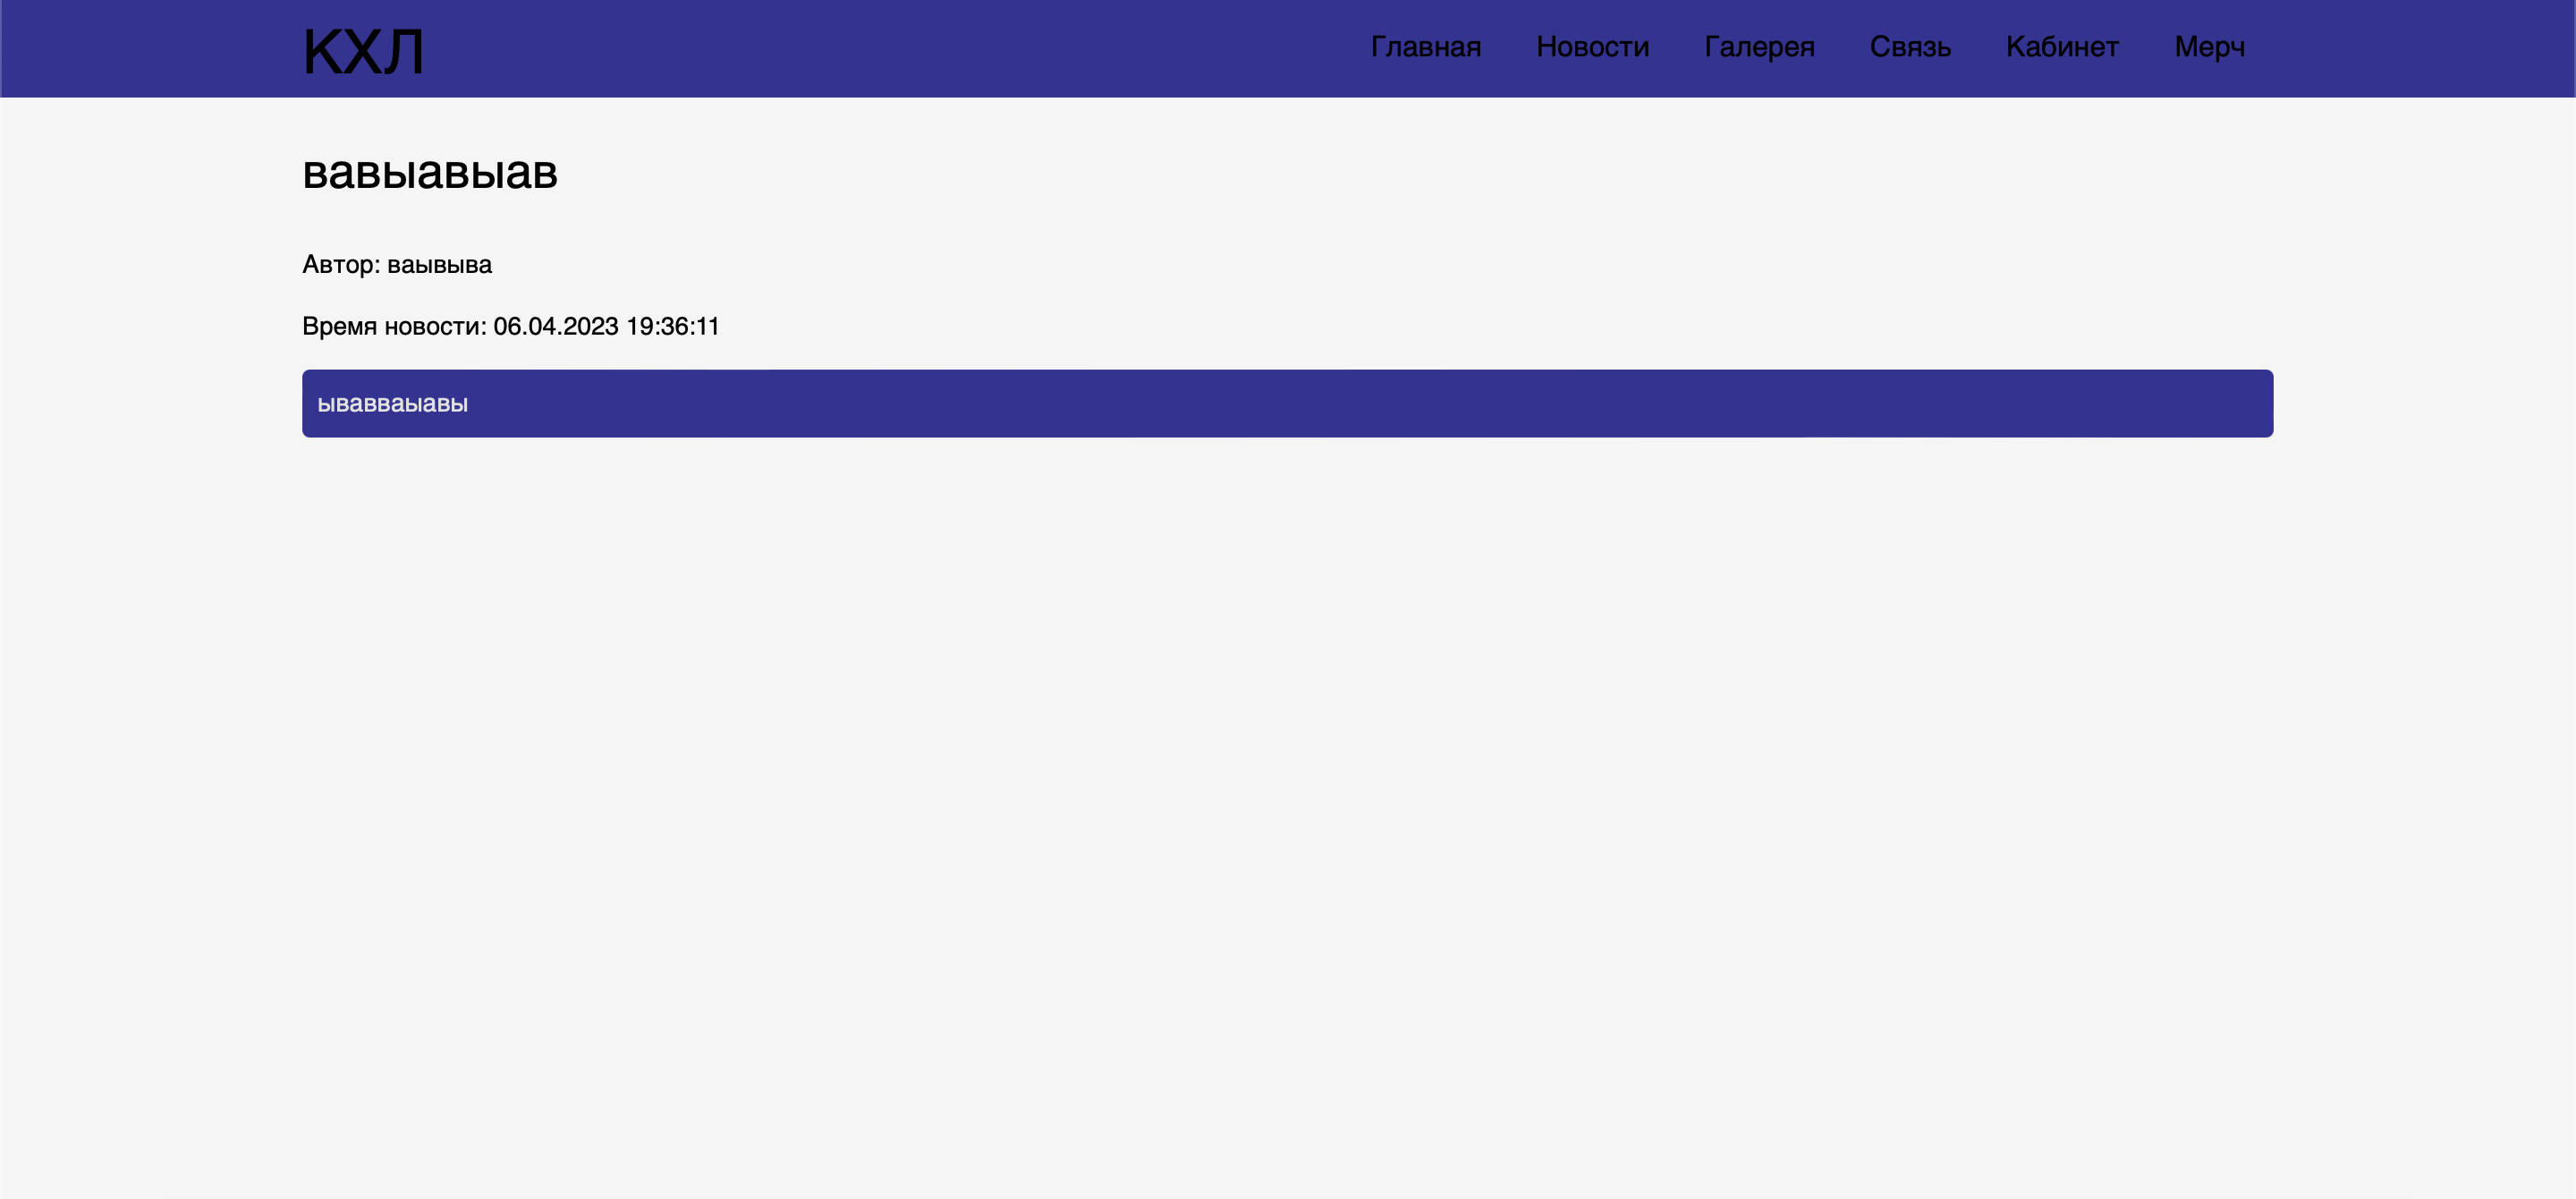 КХЛ
Главная Новости Галерея Связь Кабинет Мерч
вавыавыав
Автор: ваывыва
Время новости: 06.04.2023 19:36:11
ывавваыавы